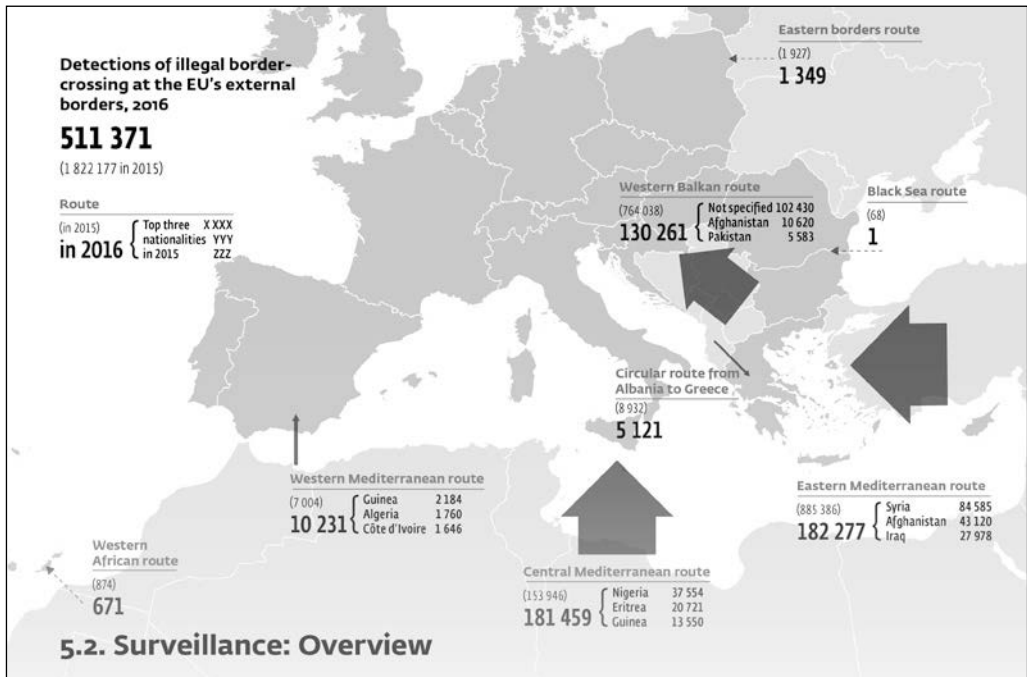 Detections of illegal border-
crossing at the EU's external
borders, 2016
511 371
(1 822 177 in 2015)
Route
(in 2015)
in 2016
Top three X XXX
nationalities YYY
in 2015 ZZZ
Eastern borders route
(1 927)
1 349
Western Balkan route
(764 038)
130 261
Not specified 102 430
Afghanistan 10 620
Pakistan 5 583
Black Sea route
(68)
1
Circular route from
Albania to Greece
(8 932)
5 121
Western Mediterranean route
(7 004)
10 231
Guinea 2 184
Algeria 1 760
Côte d'Ivoire 1 646
Eastern Mediterranean route
(885 386)
182 277
Syria 84 585
Afghanistan 43 120
Iraq 27 978
Western
African route
(874)
671
Central Mediterranean route
(153 946)
181 459
Nigeria 37 554
Eritrea 20 721
Guinea 13 550
5.2. Surveillance: Overview